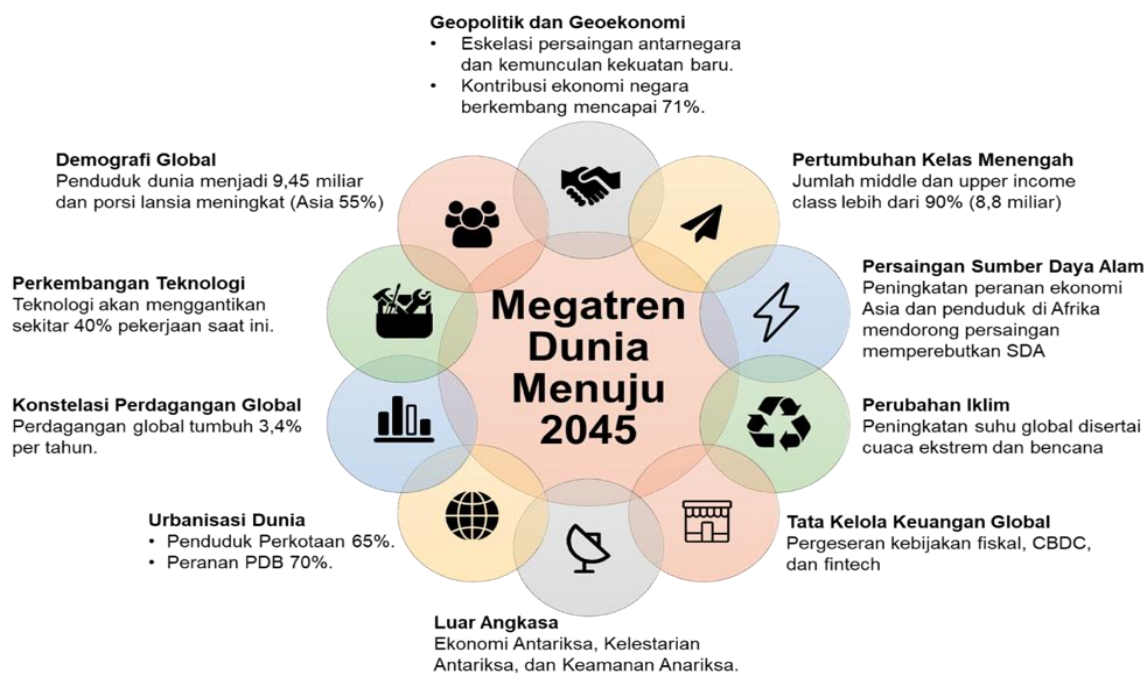 Geopolitik dan Geoekonomi
• Eskelasi persaingan antarnegara
dan kemunculan kekuatan baru.
• Kontribusi ekonomi negara
berkembang mencapai 71%.
Demografi Global
Penduduk dunia menjadi 9,45 miliar
dan porsi lansia meningkat (Asia 55%)
Pertumbuhan Kelas Menengah
Jumlah middle dan upper income
class lebih dari 90% (8,8 miliar)
Perkembangan Teknologi
Teknologi akan menggantikan
sekitar 40% pekerjaan saat ini.
Megatren
Dunia
Menuju
2045
Persaingan Sumber Daya Alam
Peningkatan peranan ekonomi
Asia dan penduduk di Afrika
mendorong persaingan
memperebutkan SDA
Konstelasi Perdagangan Global
Perdagangan global tumbuh 3,4%
per tahun.
Perubahan Iklim
Peningkatan suhu global disertai
cuaca ekstrem dan bencana
Urbanisasi Dunia
• Penduduk Perkotaan 65%.
• Peranan PDB 70%.
Tata Kelola Keuangan Global
Pergeseran kebijakan fiskal, CBDC,
dan fintech
Luar Angkasa
Ekonomi Antariksa, Kelestarian
Antariksa, dan Keamanan Anariksa.